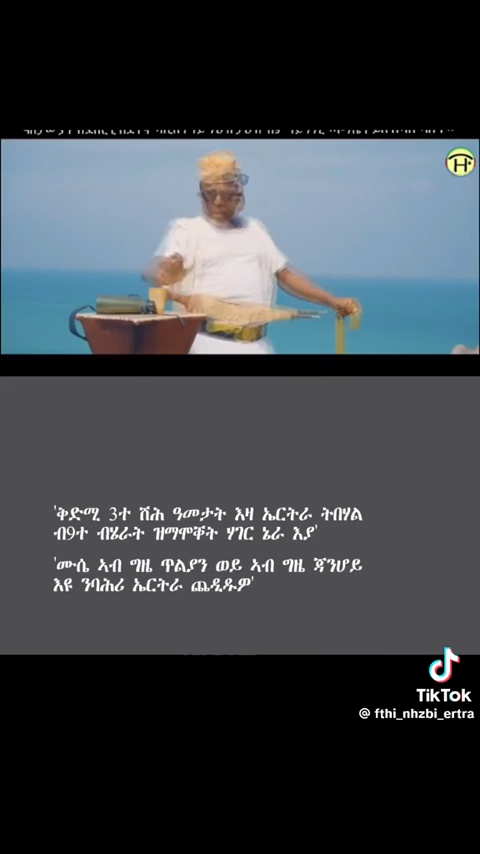 'ቅድሚ 3ተ ሽሕ ዓመታት እዛ ኤርትራ ትበሃል
ብ9ተ ብሄራት ዝማሞቐት ሃገር ኔራ እያ'
'ሙሴ ኣብ ግዜ ጥልያን ወይ ኣብ ግዜ ጃንሆይ
እዩ ንባሕሪ ኤርትራ ጨዲዱዎ'
H
TikTok
@ fthi_nhzbi_ertra